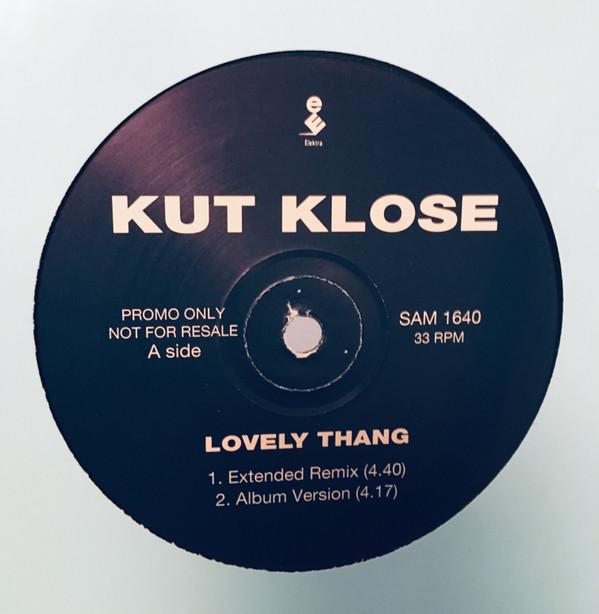 Elektra
KUT KLOSE
PROMO ONLY
NOT FOR RESALE
A side
SAM 1640
33 RPM
LOVELY THANG
1. Extended Remix (4.40)
2. Album Version (4.17)